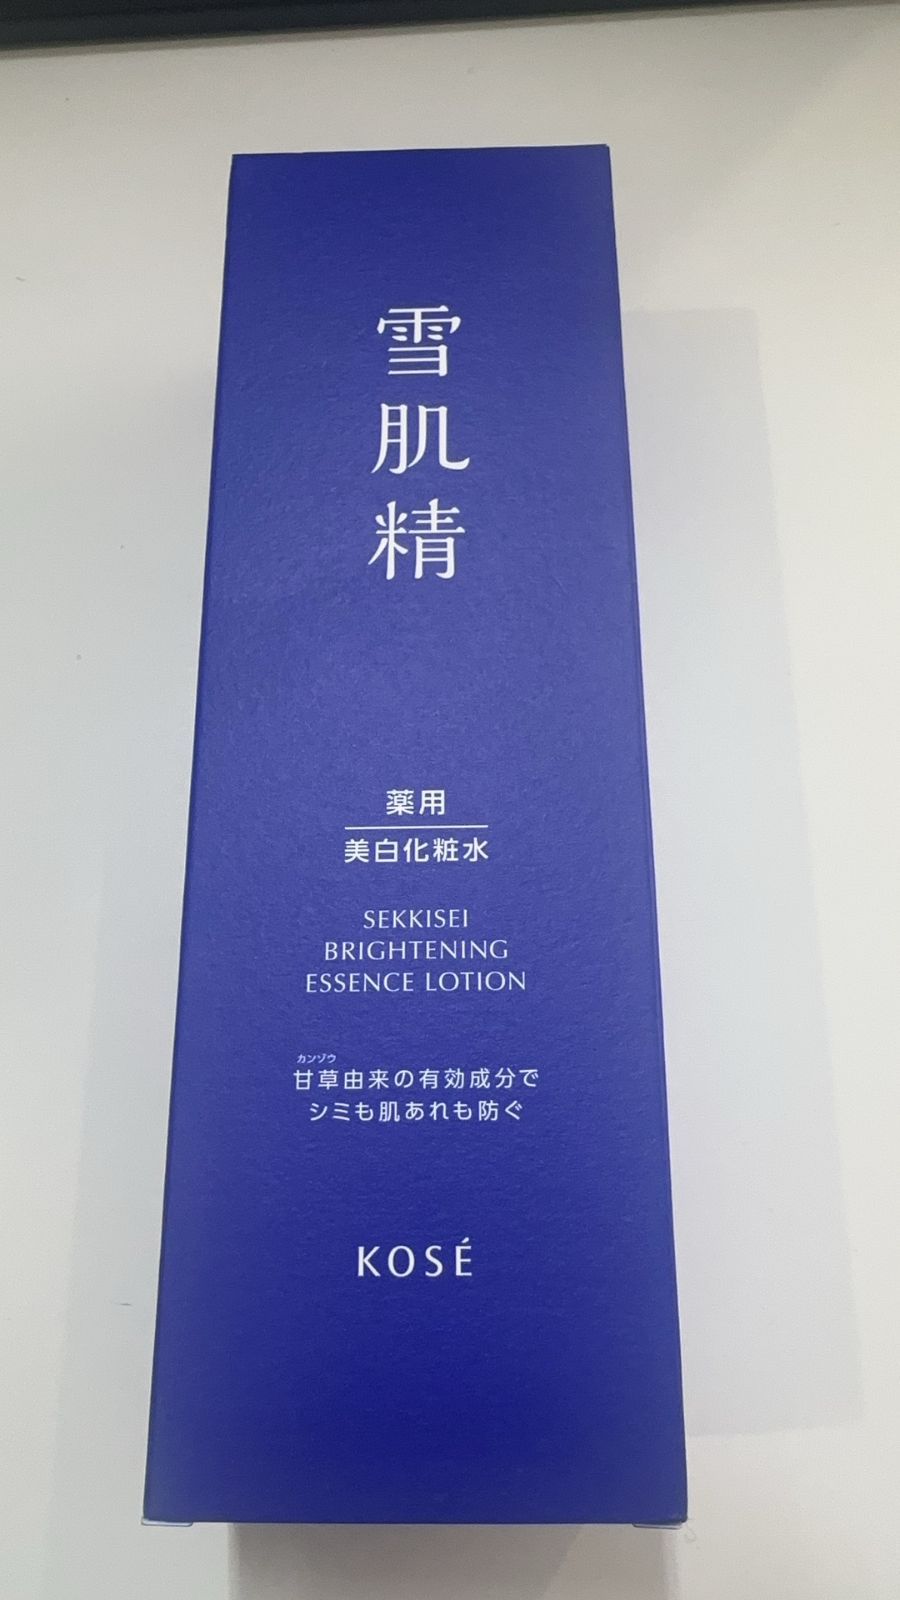 雪肌精
薬用
美白化粧水
SEKKISEI
BRIGHTENING
ESSENCE LOTION
カンゾウ
甘草由来の有効成分で
シミも肌あれも防ぐ
KOSÉ